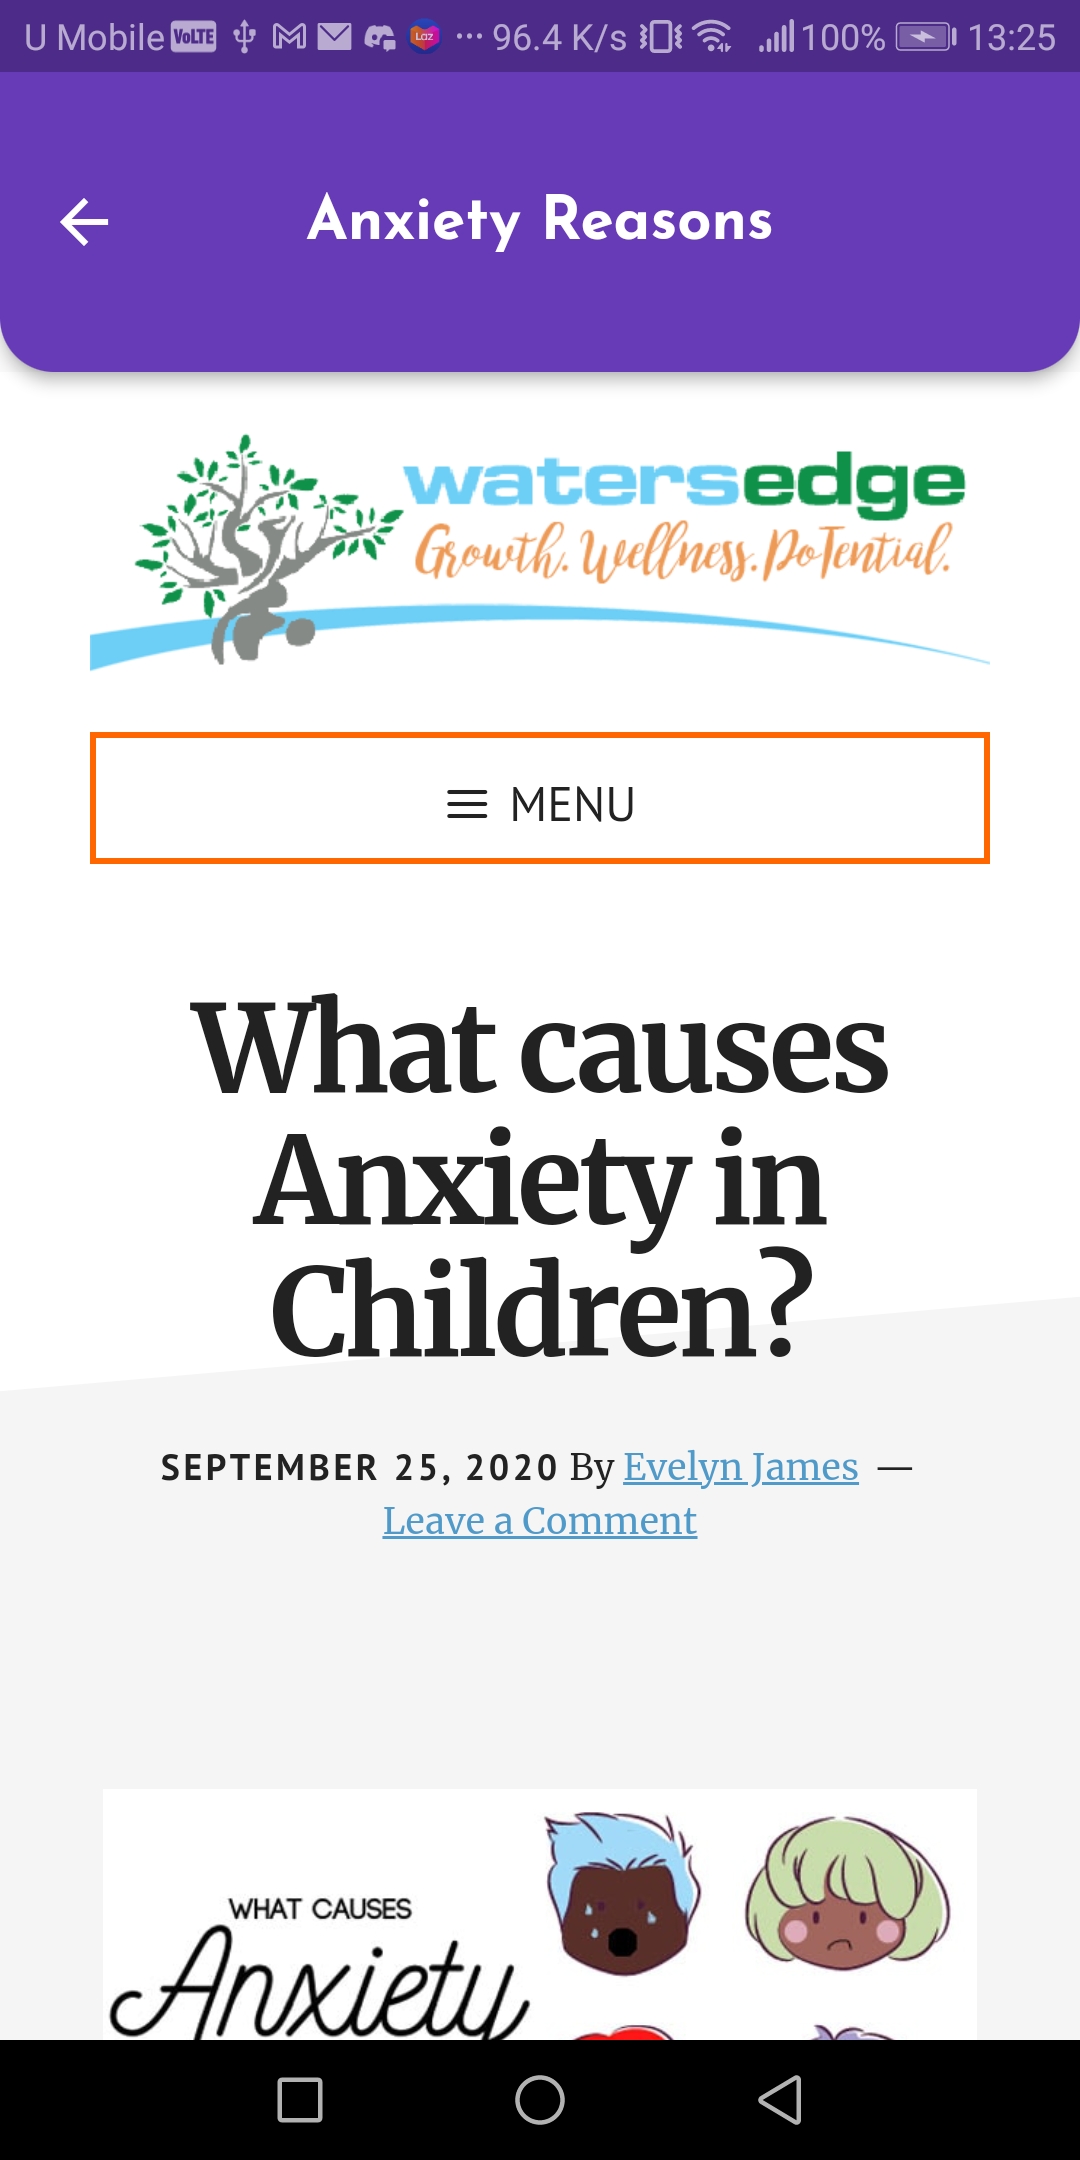 U Mobile VoLTE Laz ... 96.4 K/s 100% 13:25
Anxiety Reasons
watersedge
Growth. Wellness. PoTential.
MENU
What causes
Anxiety in
Children?
SEPTEMBER 25, 2020 By Evelyn James —
Leave a Comment
WHAT CAUSES
Anxiety